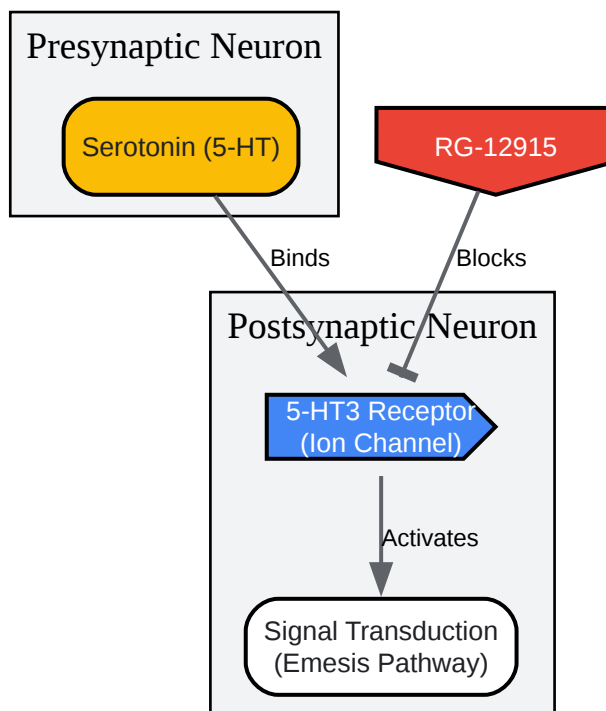 Presynaptic Neuron
Serotonin (5-HT)
RG-12915
Binds
Blocks
Postsynaptic Neuron
5-HT3 Receptor
(Ion Channel)
Activates
Signal Transduction
(Emesis Pathway)